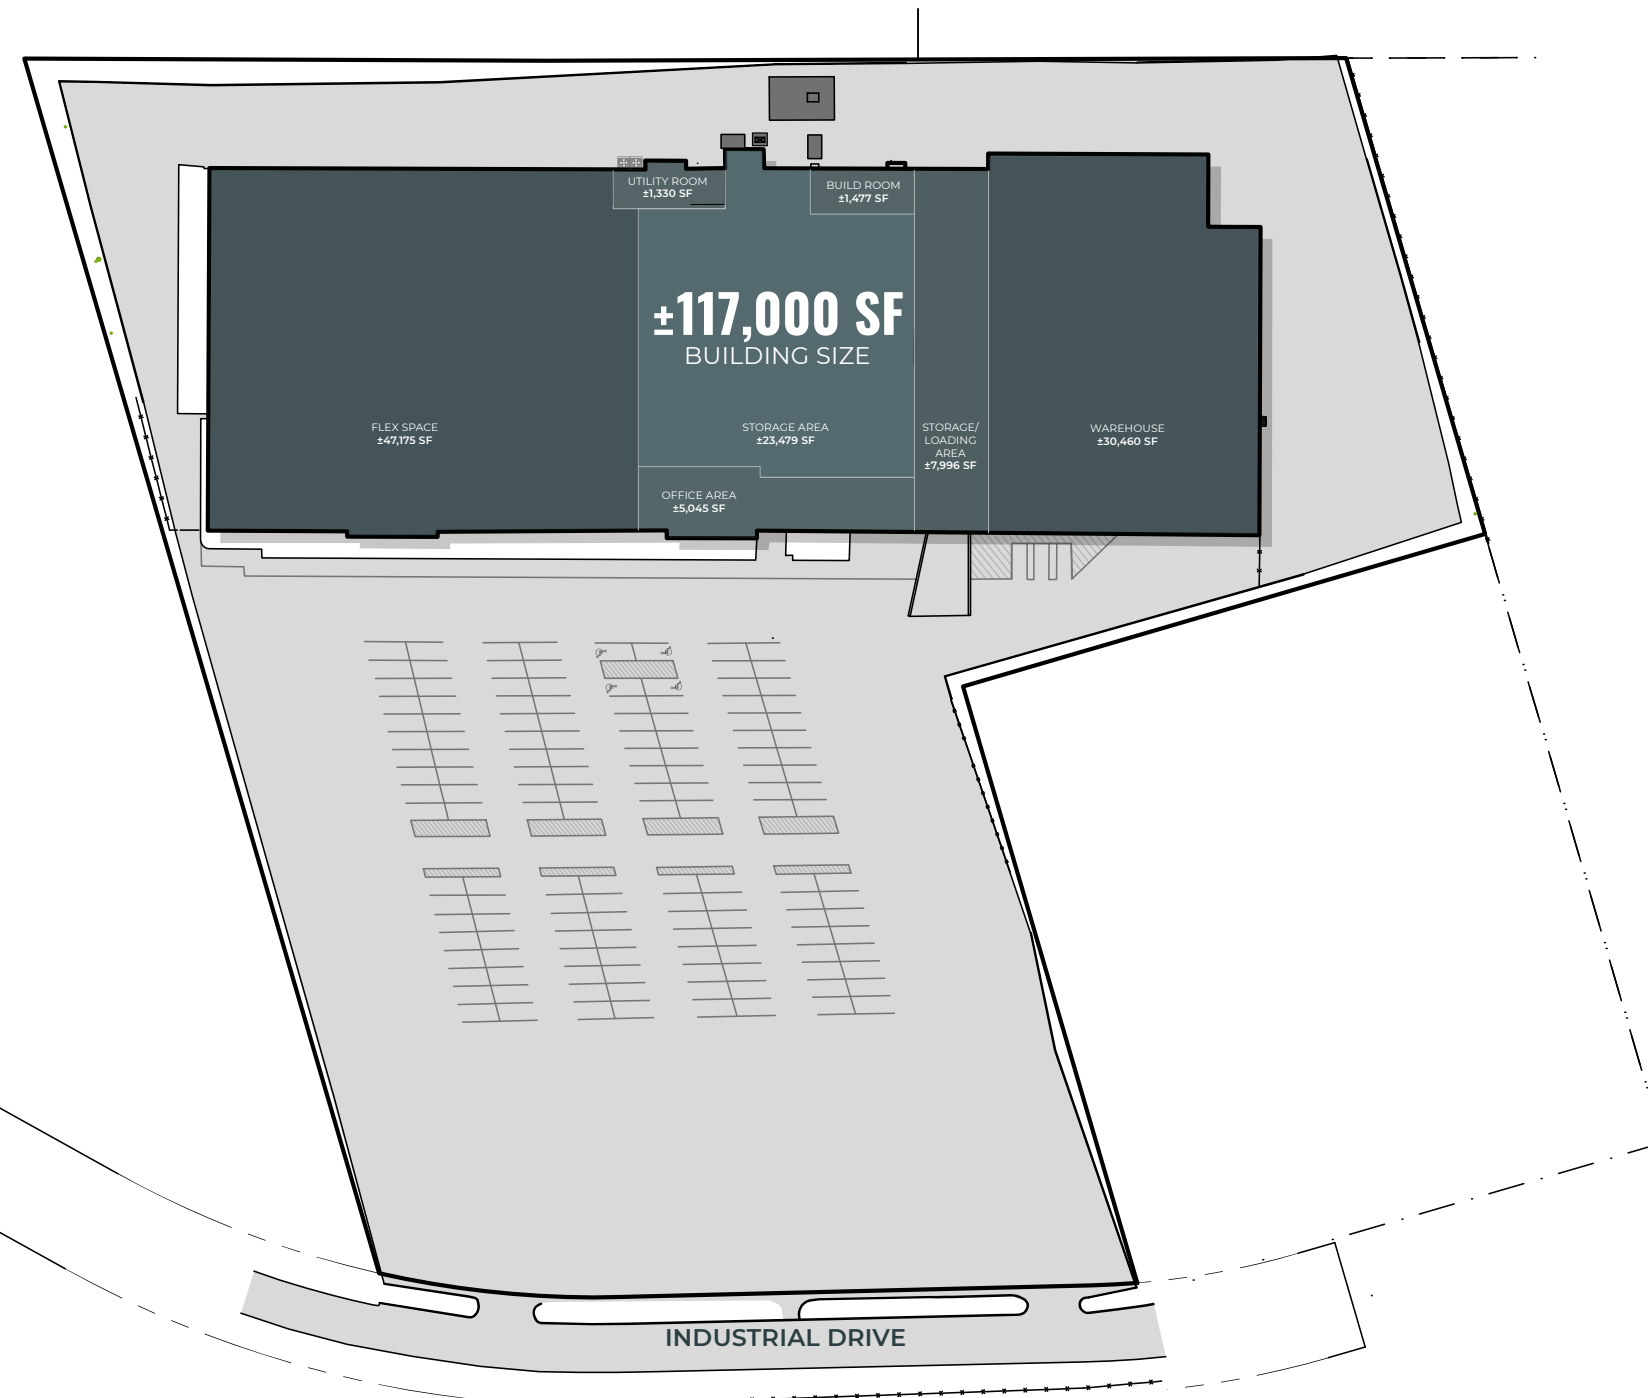 UTILITY ROOM
±1,330 SF
BUILD ROOM
±1,477 SF
±117,000 SF
BUILDING SIZE
FLEX SPACE
±47,175 SF
STORAGE AREA
±23,479 SF
STORAGE/
LOADING
AREA
±7,996 SF
WAREHOUSE
±30,460 SF
OFFICE AREA
±5,045 SF
INDUSTRIAL DRIVE